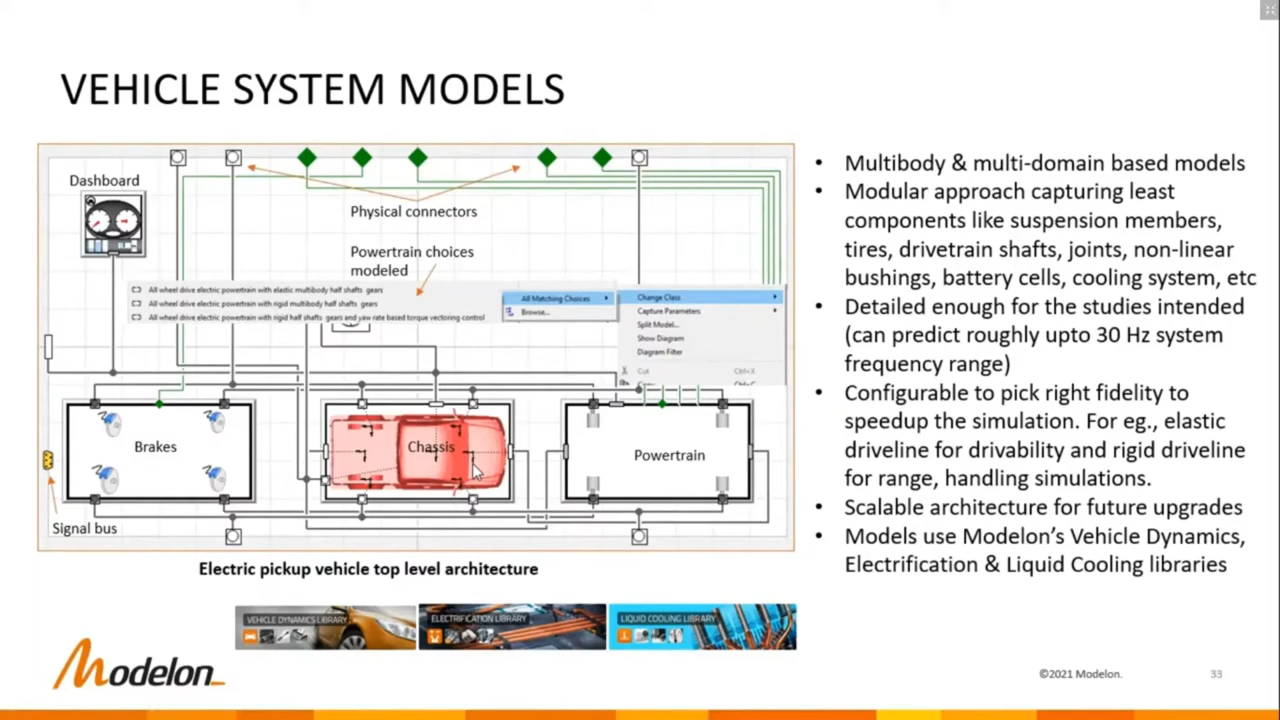 VEHICLE SYSTEM MODELS
Dashboard
Physical connectors
Powertrain choices
modeled
All wheel drive electric powertrain with elastic multibody half shafts gears
All wheel drive electric powertrain with rigid multibody half shafts gears
All wheel drive electric powertrain with rigid half shafts gears and yaw rate based torque vectoring control
All Matching Choices
Browse...
Change Class
Capture Parameters
Split Model...
Show Diagram
Diagram Filter
Cut Ctrl+X
Brakes
Chassis
Powertrain
Signal bus
Electric pickup vehicle top level architecture
VEHICLE DYNAMICS LIBRARY
ELECTRIFICATION LIBRARY
LIQUID COOLING LIBRARY
• Multibody & multi-domain based models
• Modular approach capturing least
components like suspension members,
tires, drivetrain shafts, joints, non-linear
bushings, battery cells, cooling system, etc
• Detailed enough for the studies intended
(can predict roughly upto 30 Hz system
frequency range)
• Configurable to pick right fidelity to
speedup the simulation. For eg., elastic
driveline for drivability and rigid driveline
for range, handling simulations.
• Scalable architecture for future upgrades
• Models use Modelon's Vehicle Dynamics,
Electrification & Liquid Cooling libraries
Modelon
©2021 Modelon.
33